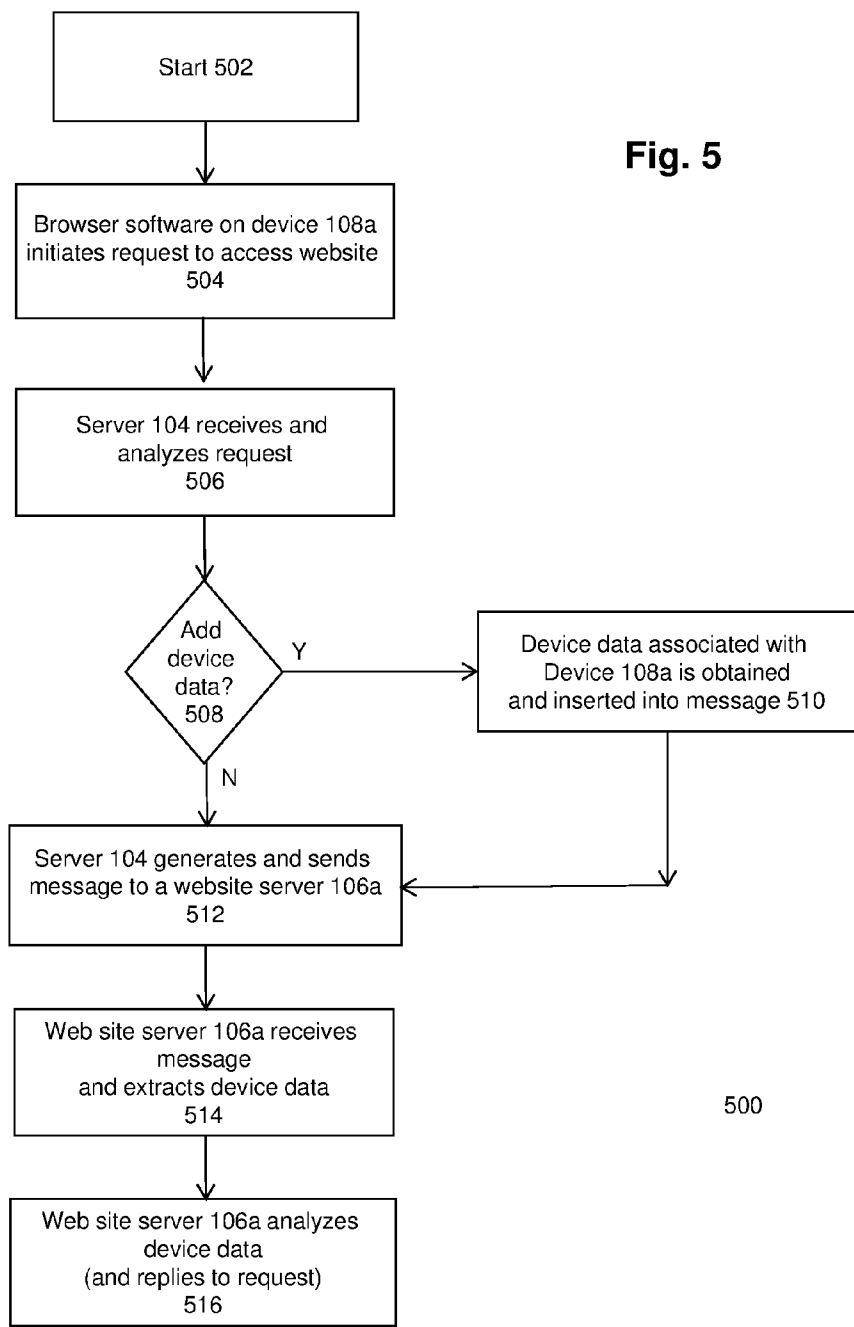 Start 502
Fig. 5
Browser software on device 108a
initiates request to access website
504
Server 104 receives and
analyzes request
506
Add
device
data?
508
Y
Device data associated with
Device 108a is obtained
and inserted into message 510
N
Server 104 generates and sends
message to a website server 106a
512
Web site server 106a receives
message
and extracts device data
514
500
Web site server 106a analyzes
device data
(and replies to request)
516